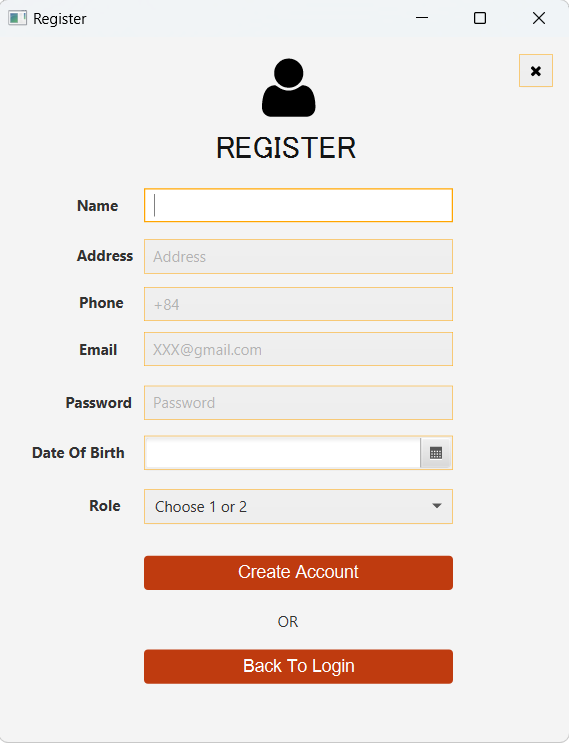 Register
REGISTER
Name
Address Address
Phone +84
Email XXX@gmail.com
Password Password
Date Of Birth
Role Choose 1 or 2
Create Account
OR
Back To Login